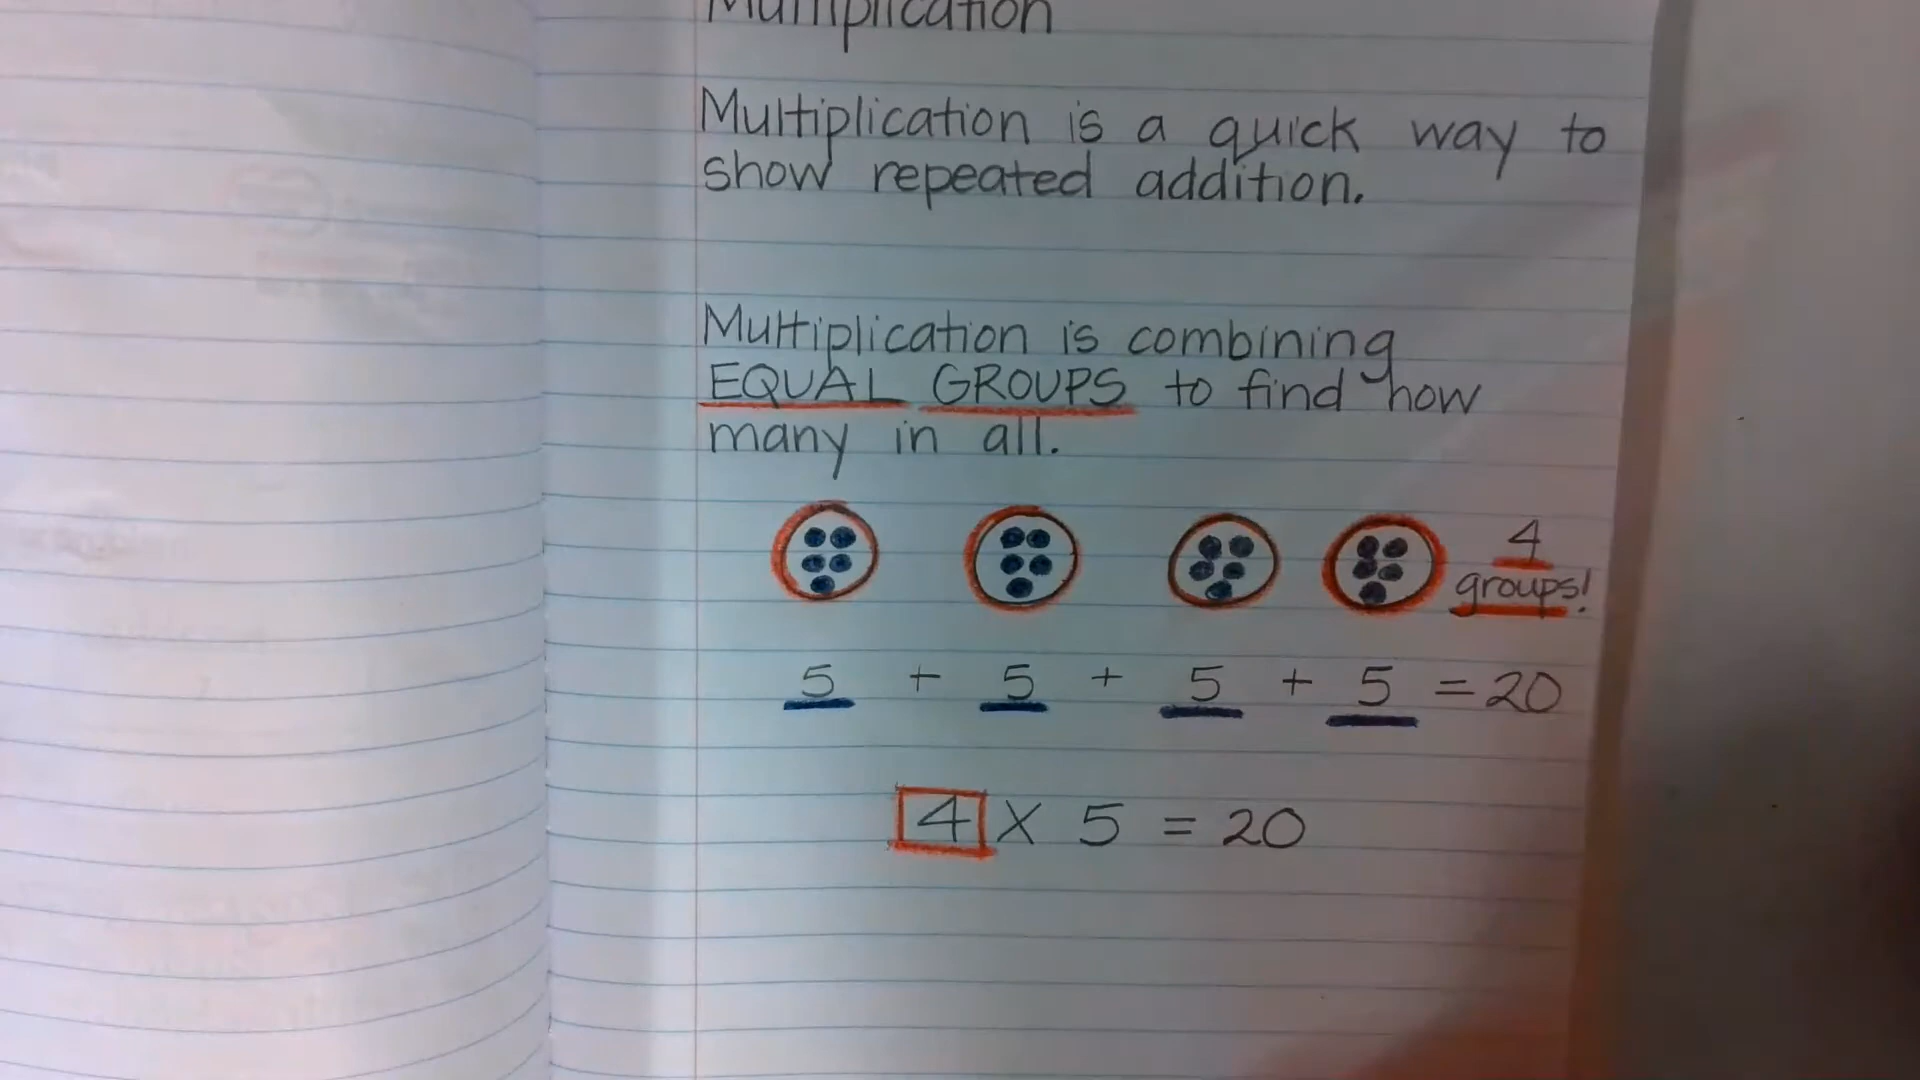 Multiplication
Multiplication is a quick way to
show repeated addition.
Multiplication is combining
EQUAL GROUPS to find how
many in all.
4
groups!
5 + 5 + 5 + 5 = 20
4 X 5 = 20